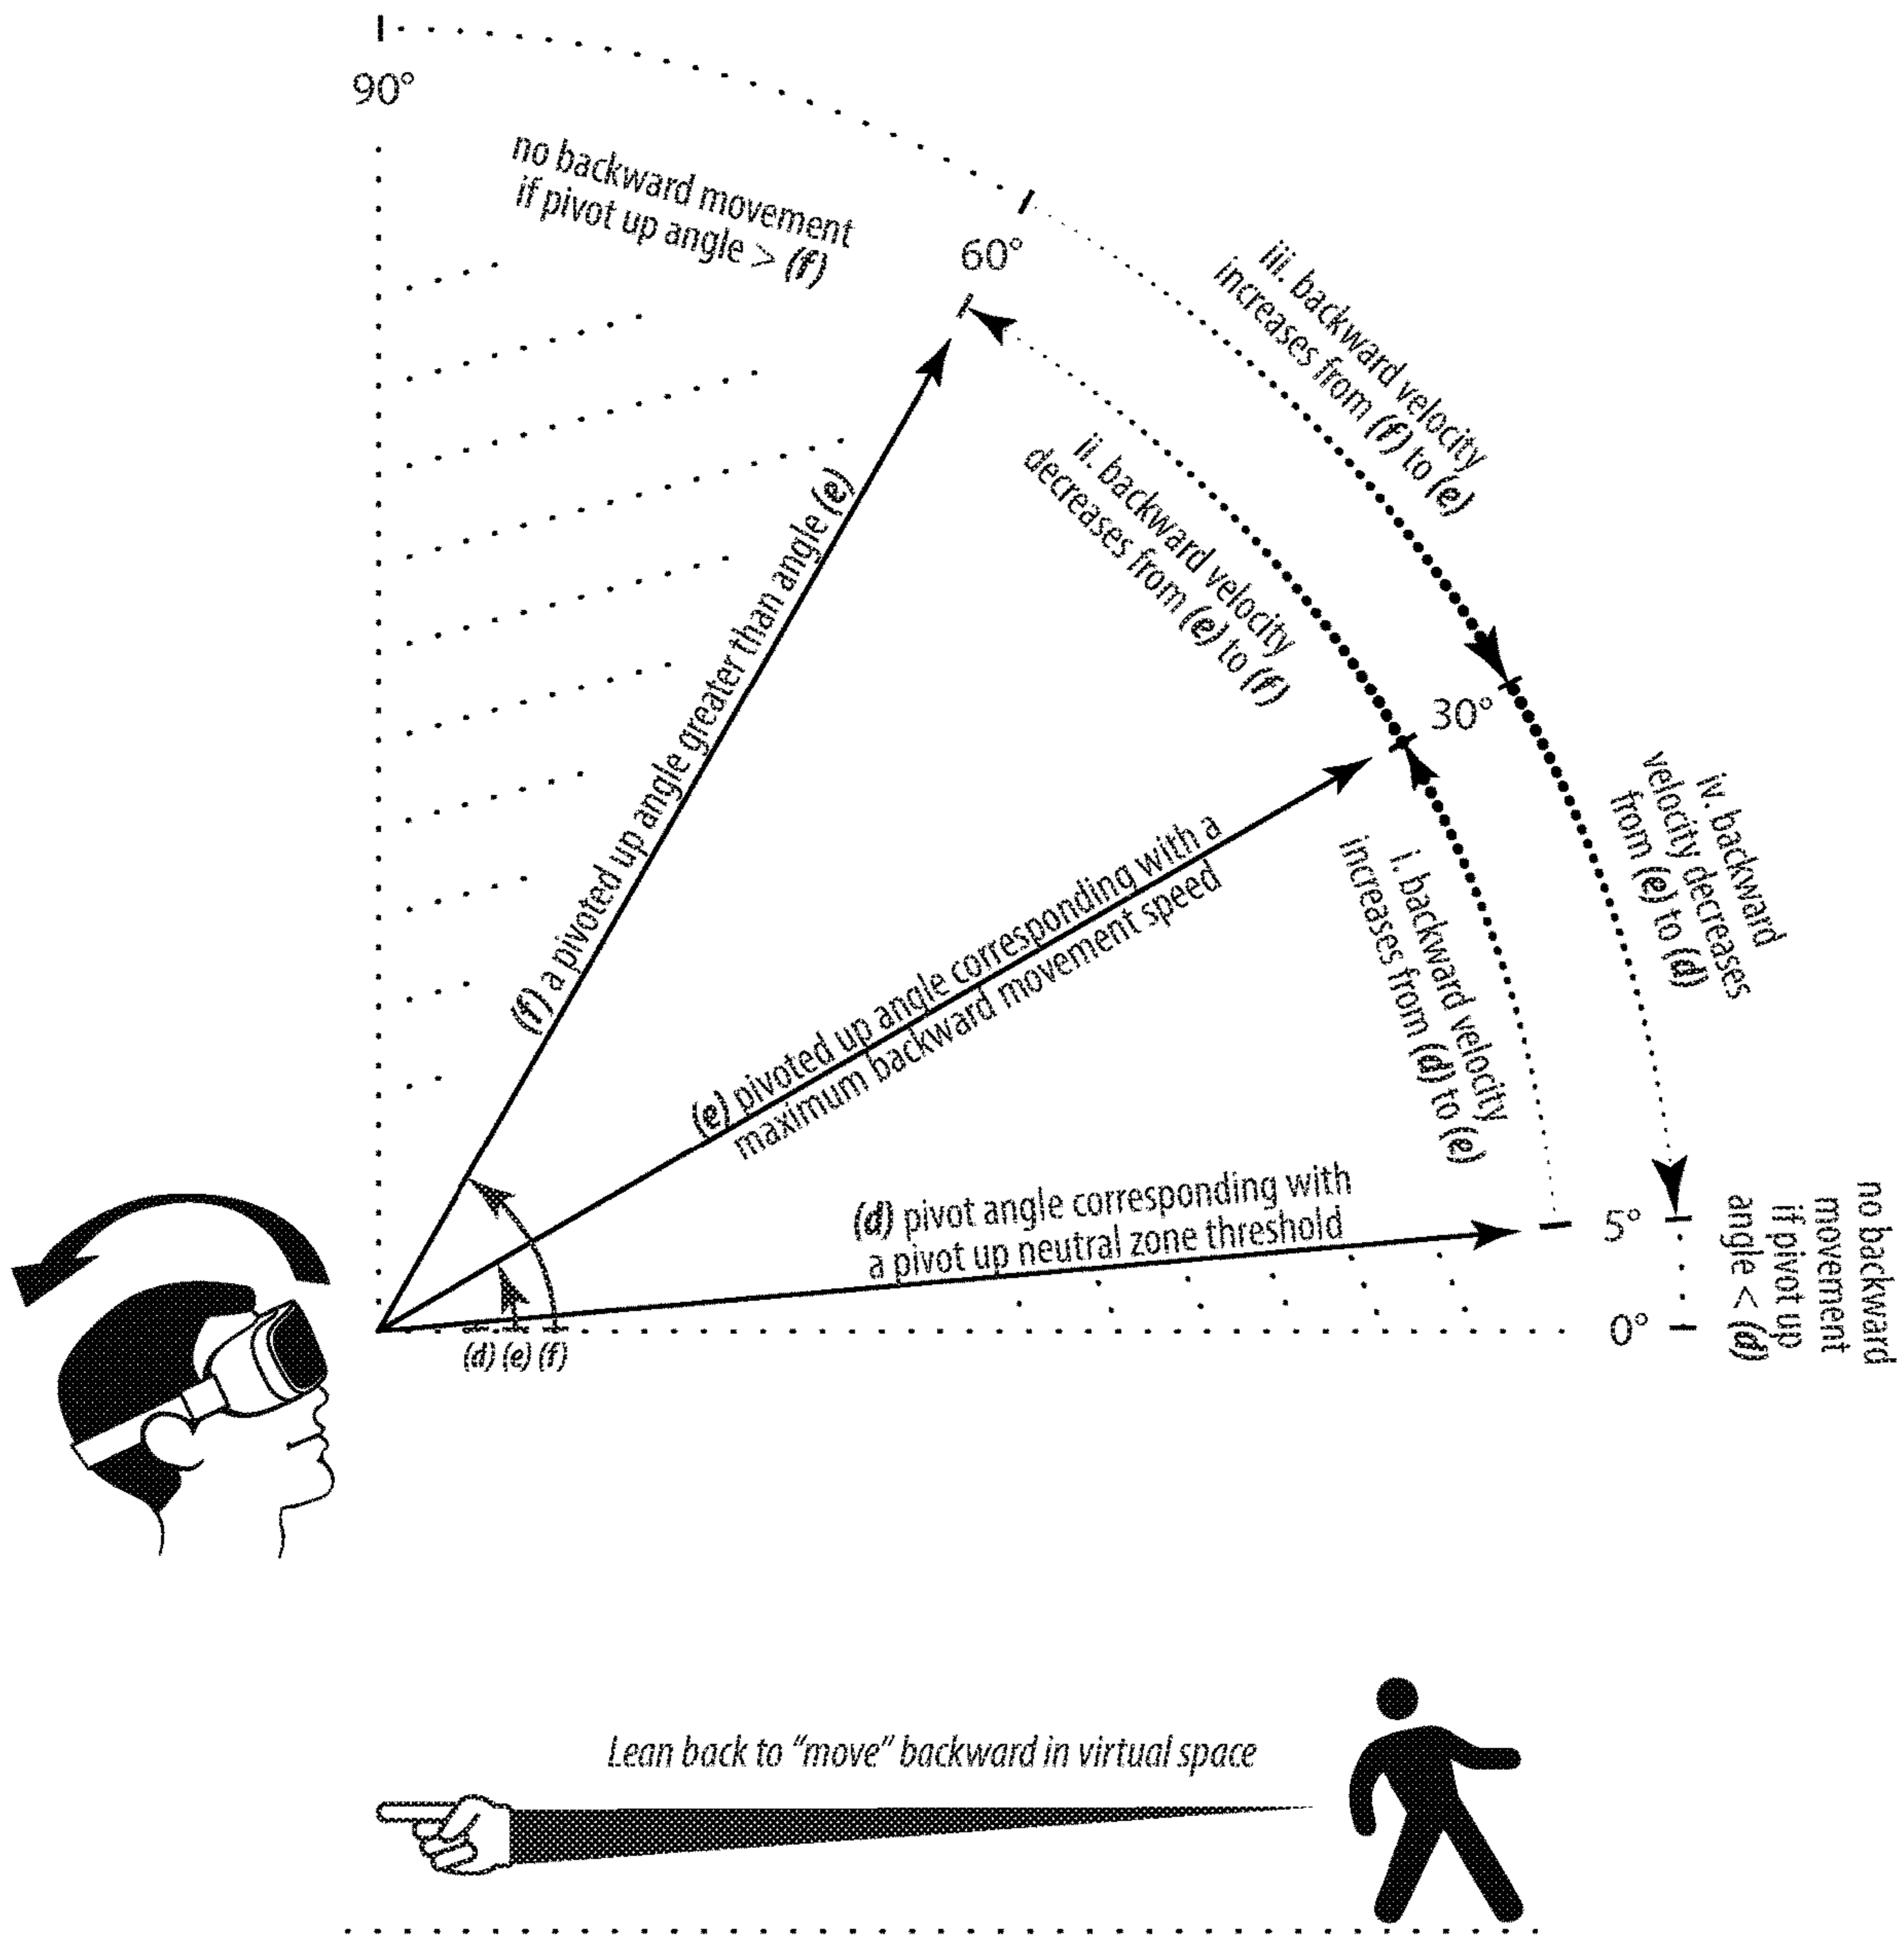 90°
no backward movement
if pivot up angle > (f)
60°
iii. backward velocity
increases from (f) to (e)
ii. backward velocity
decreases from (e) to (f)
30°
(f) a pivoted up angle greater than angle (e)
(e) pivoted up angle corresponding with a
maximum backward movement speed
i. backward velocity
increases from (d) to (e)
iv. backward
velocity decreases
from (e) to (d)
(d) pivot angle corresponding with
a pivot up neutral zone threshold
5°
0°
no backward
movement
if pivot up
angle < (d)
(d) (e) (f)
Lean back to “move” backward in virtual space